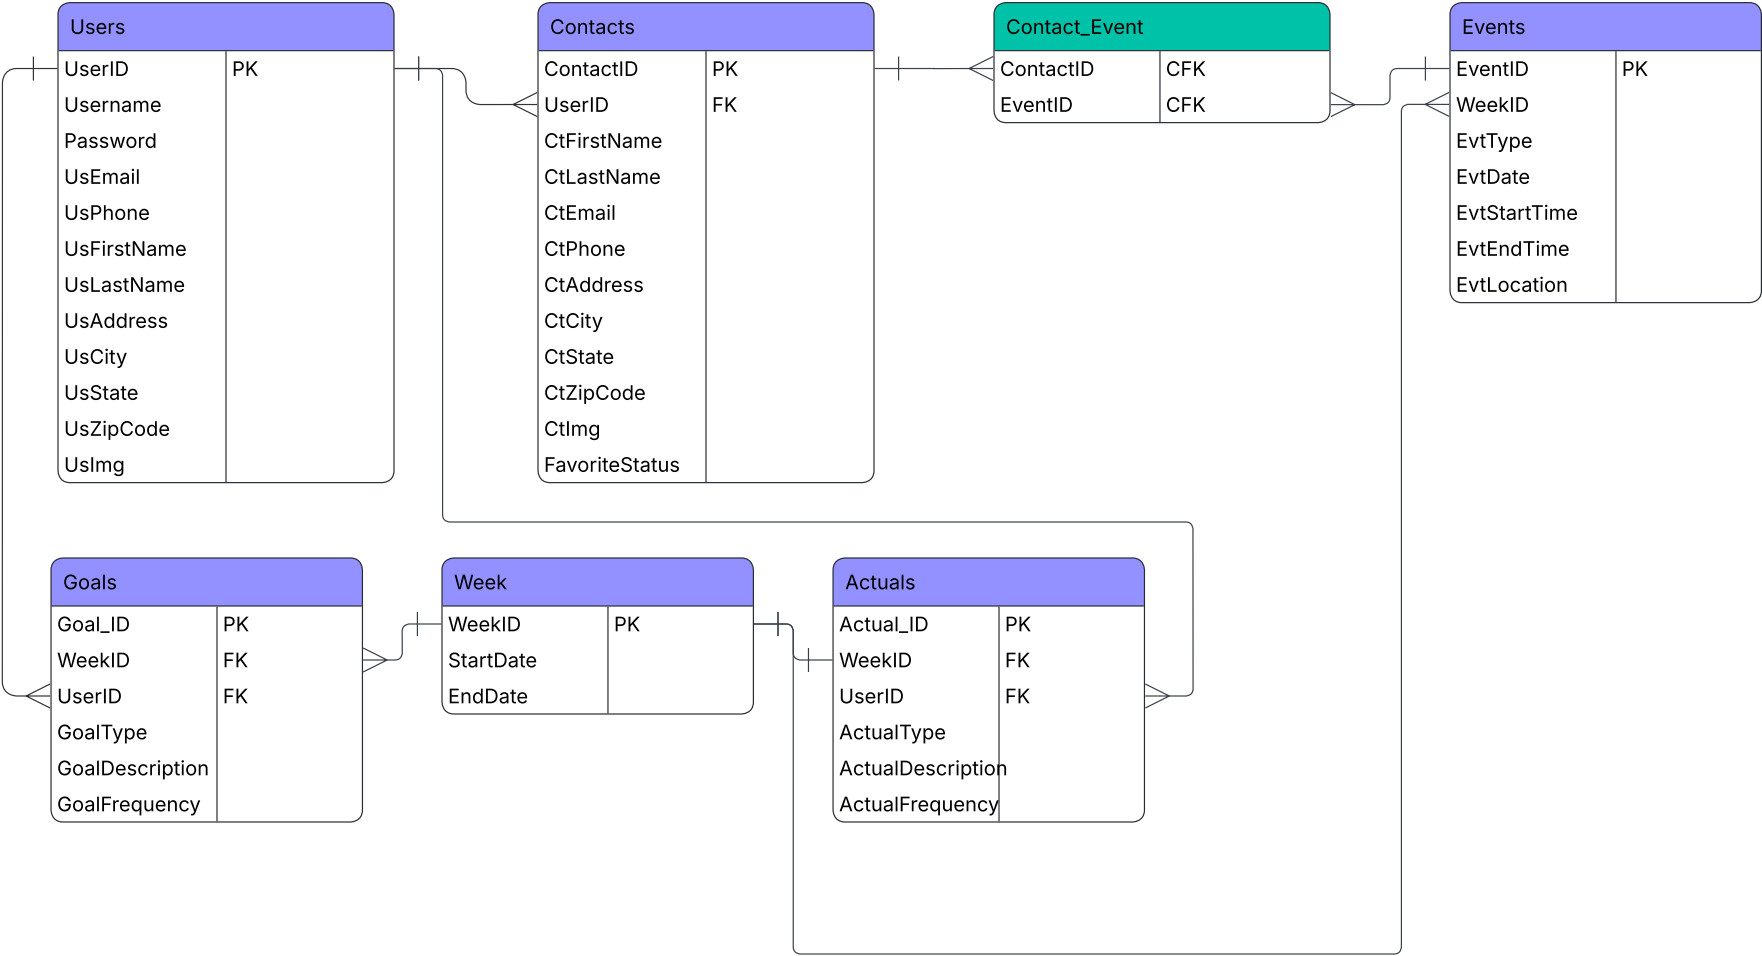 Users
UserID PK
Username
Password
UsEmail
UsPhone
UsFirstName
UsLastName
UsAddress
UsCity
UsState
UsZipCode
UsImg
Contacts
ContactID PK
UserID FK
CtFirstName
CtLastName
CtEmail
CtPhone
CtAddress
CtCity
CtState
CtZipCode
CtImg
FavoriteStatus
Contact_Event
ContactID CFK
EventID CFK
Events
EventID PK
WeekID
EvtType
EvtDate
EvtStartTime
EvtEndTime
EvtLocation
Goals
Goal_ID PK
WeekID FK
UserID FK
GoalType
GoalDescription
GoalFrequency
Week
WeekID PK
StartDate
EndDate
Actuals
Actual_ID PK
WeekID FK
UserID FK
ActualType
ActualDescription
ActualFrequency